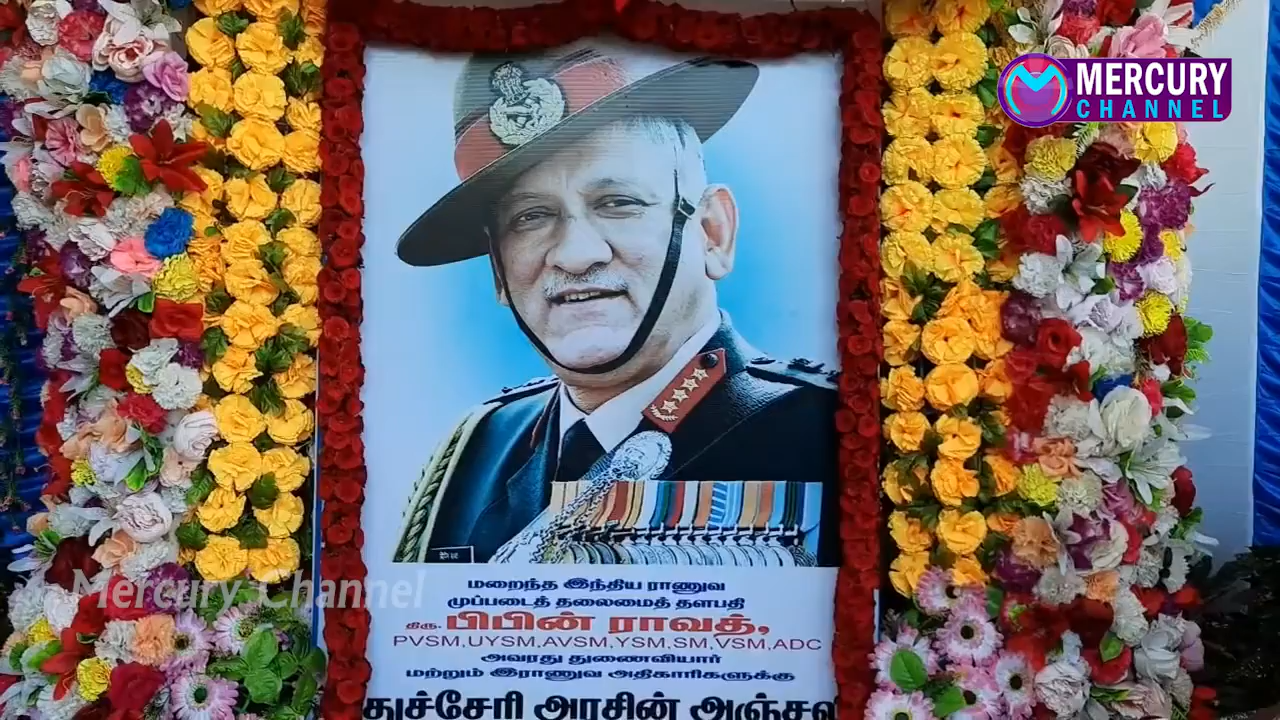 MERCURY
CHANNEL
மறைந்த இந்திய ராணுவ
முப்படைத் தலைமைத் தளபதி
திரு. பிபின் ராவத்,
PVSM,UYSM,AVSM,YSM,SM,VSM,ADC
அவரது துணைவியார்
மற்றும் இராணுவ அதிகாரிகளுக்கு
துச்சேரி அரசின் அஞ்சலி
Mercury Channel